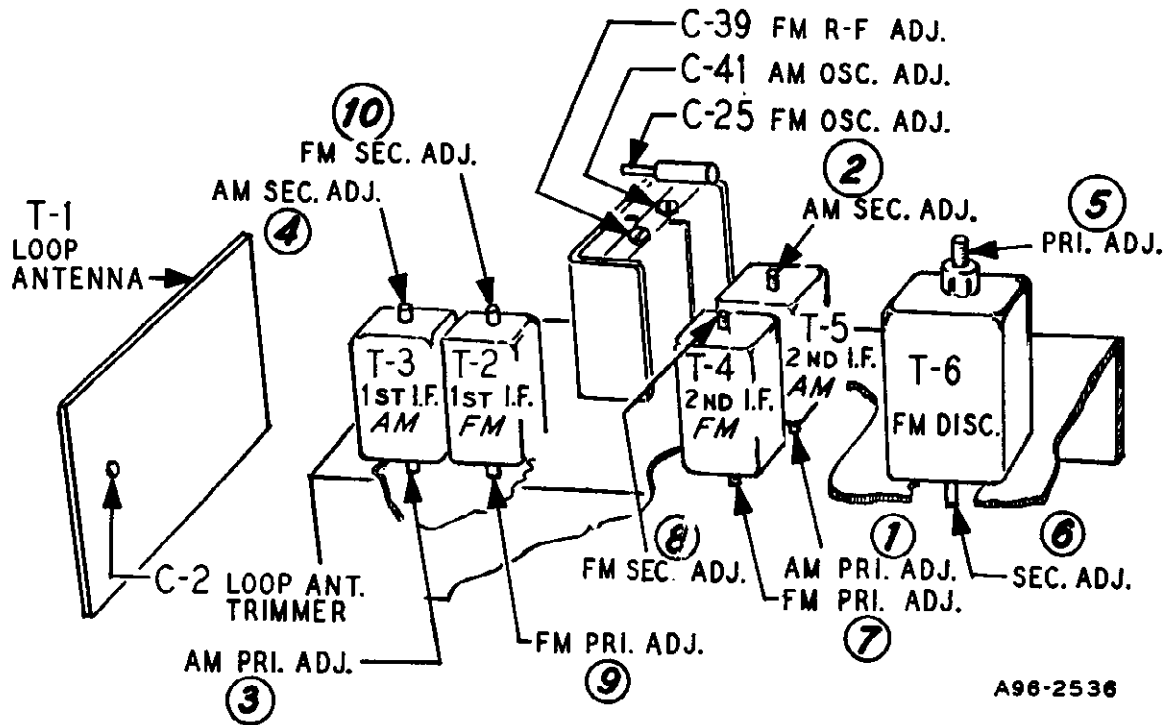 C-39 FM R-F ADJ.
C-41 AM OSC. ADJ.
C-25 FM OSC. ADJ.
10
FM SEC. ADJ.
AM SEC. ADJ.
4
2
AM SEC. ADJ.
5
PRI. ADJ.
T-1
LOOP
ANTENNA
T-3
1ST I.F.
AM
T-2
1ST I.F.
FM
T-4
2ND I.F.
FM
T-5
2ND I.F.
AM
T-6
FM DISC.
8
FM SEC. ADJ.
1
AM PRI. ADJ.
FM PRI. ADJ.
7
6
SEC. ADJ.
C-2 LOOP ANT.
TRIMMER
AM PRI. ADJ.
3
FM PRI. ADJ.
9
A96-2536